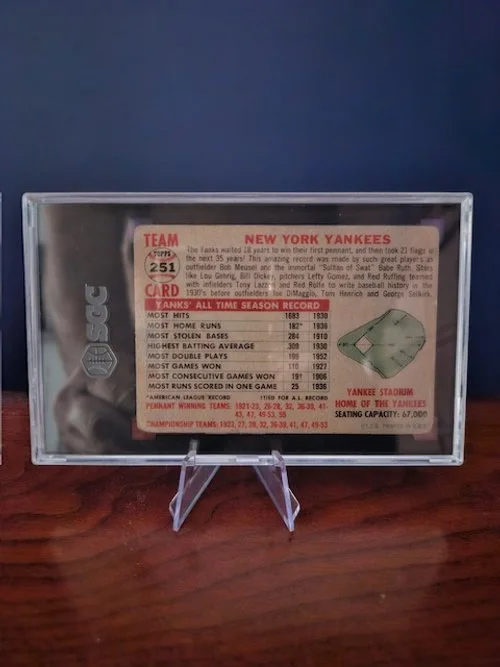 TEAM
TOPPS
251
CARD
NEW YORK YANKEES
The Yanks waited 18 years to win their first pennant, and then took 21 flags in
the next 35 years! This amazing record was made by such great players as
outfielder Bob Meusel and the immortal "Sultan of Swat" Babe Ruth. Stars
like Lou Gehrig, Bill Dickey, pitchers Lefty Gomez, and Red Ruffing teamed
with infielders Tony Lazzeri and Red Rolfe to write baseball history in the
1930's before outfielders Joe DiMaggio, Tom Henrich and George Selkirk.
YANKS' ALL TIME SEASON RECORD
MOST HITS 1683 1930
MOST HOME RUNS 182* 1936
MOST STOLEN BASES 1910
HIGHEST BATTING AVERAGE .309 1930
MOST DOUBLE PLAYS 1952
MOST GAMES WON 110 1927
MOST CONSECUTIVE GAMES WON 1906
MOST RUNS SCORED IN ONE GAME 25 1936
*AMERICAN LEAGUE RECORD †TIED FOR A.L. RECORD
PENNANT WINNING TEAMS: 1921-23, 26-28, 32, 36-39, 41-
43, 47, 49-53, 55
CHAMPIONSHIP TEAMS: 1923, 27, 28, 32, 36-39, 41, 47, 49-53
YANKEE STADIUM
HOME OF THE YANKEES
SEATING CAPACITY: 67,000
SGC